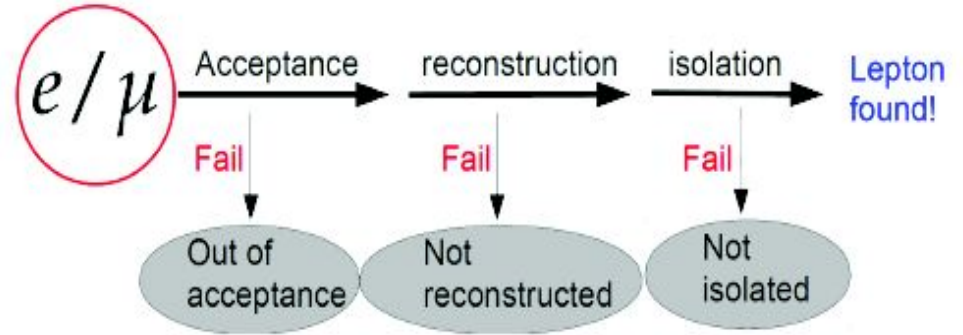 e / μ
Acceptance
reconstruction
isolation
Lepton
found!
Fail
Fail
Fail
Out of
acceptance
Not
reconstructed
Not
isolated